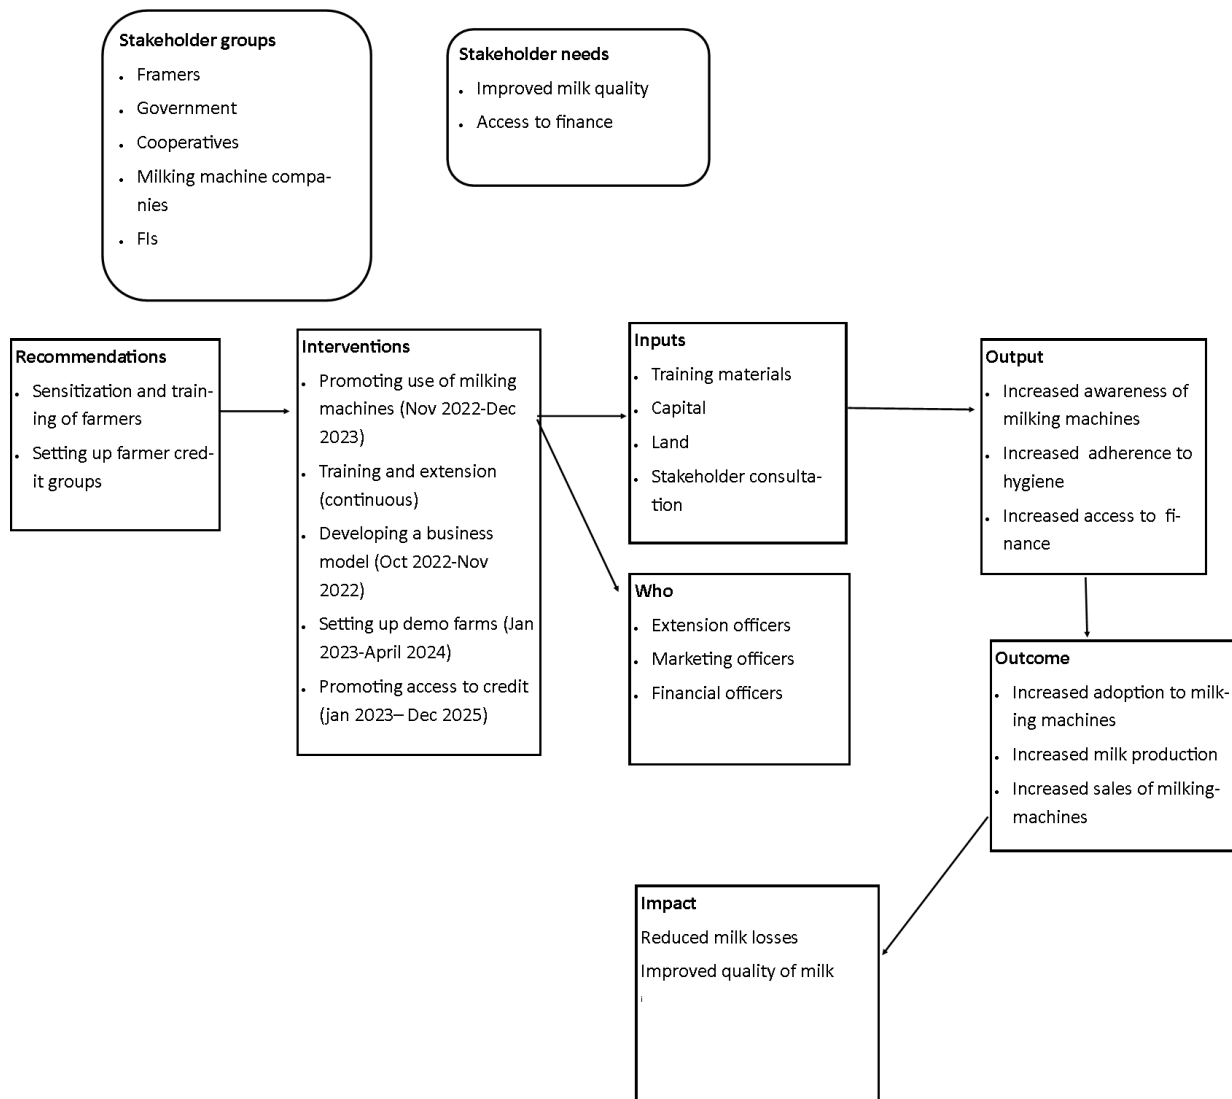 Stakeholder groups
• Framers
• Government
• Cooperatives
• Milking machine compa-
nies
• FIs
Stakeholder needs
• Improved milk quality
• Access to finance
Recommendations
• Sensitization and train-
ing of farmers
• Setting up farmer cred-
it groups
Interventions
• Promoting use of milking
machines (Nov 2022-Dec
2023)
• Training and extension
(continuous)
• Developing a business
model (Oct 2022-Nov
2022)
• Setting up demo farms (Jan
2023-April 2024)
• Promoting access to credit
(jan 2023– Dec 2025)
Inputs
• Training materials
• Capital
• Land
• Stakeholder consulta-
tion
Who
• Extension officers
• Marketing officers
• Financial officers
Output
• Increased awareness of
milking machines
• Increased  adherence to
hygiene
• Increased access to  fi-
nance
Outcome
• Increased adoption to milk-
ing machines
• Increased milk production
• Increased sales of milking-
machines
Impact
Reduced milk losses
Improved quality of milk
i